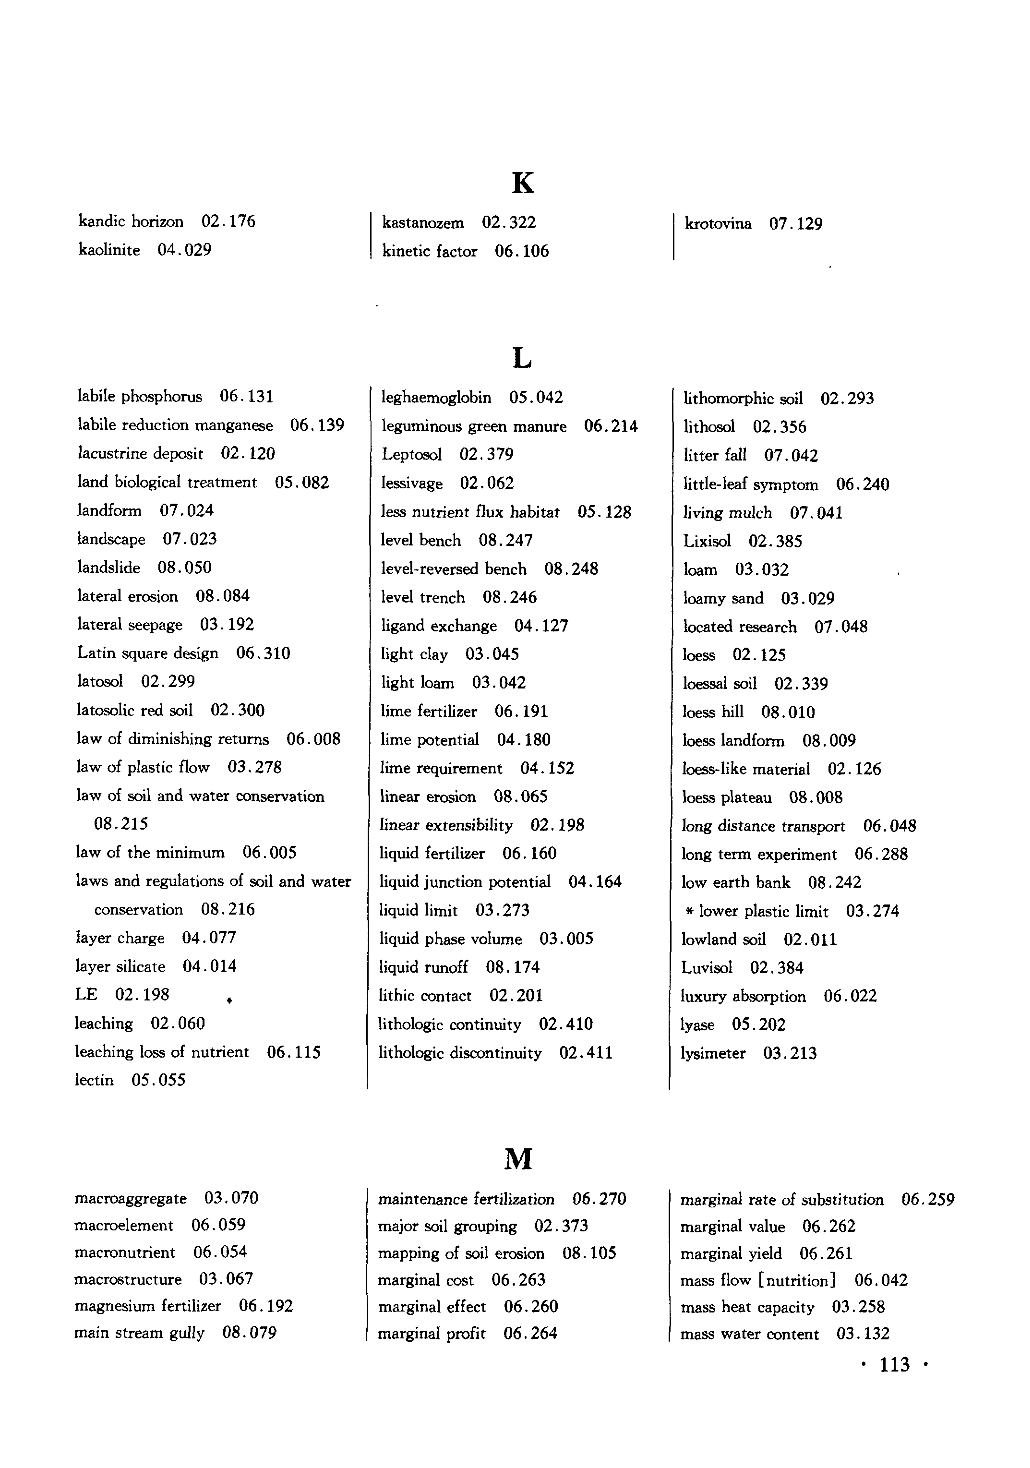 K
kandic horizon 02.176
kaolinite 04.029
kastanozem 02.322
kinetic factor 06.106
krotovina 07.129
L
labile phosphorus 06.131
labile reduction manganese 06.139
lacustrine deposit 02.120
land biological treatment 05.082
landform 07.024
landscape 07.023
landslide 08.050
lateral erosion 08.084
lateral seepage 03.192
Latin square design 06.310
latosol 02.299
latosolic red soil 02.300
law of diminishing returns 06.008
law of plastic flow 03.278
law of soil and water conservation
08.215
law of the minimum 06.005
laws and regulations of soil and water
conservation 08.216
layer charge 04.077
layer silicate 04.014
LE 02.198
leaching 02.060
leaching loss of nutrient 06.115
lectin 05.055
leghaemoglobin 05.042
leguminous green manure 06.214
Leptosol 02.379
lessivage 02.062
less nutrient flux habitat 05.128
level bench 08.247
level-reversed bench 08.248
level trench 08.246
ligand exchange 04.127
light clay 03.045
light loam 03.042
lime fertilizer 06.191
lime potential 04.180
lime requirement 04.152
linear erosion 08.065
linear extensibility 02.198
liquid fertilizer 06.160
liquid junction potential 04.164
liquid limit 03.273
liquid phase volume 03.005
liquid runoff 08.174
lithic contact 02.201
lithologic continuity 02.410
lithologic discontinuity 02.411
lithomorphic soil 02.293
lithosol 02.356
litter fall 07.042
little-leaf symptom 06.240
living mulch 07.041
Lixisol 02.385
loam 03.032
loamy sand 03.029
located research 07.048
loess 02.125
loessal soil 02.339
loess hill 08.010
loess landform 08.009
loess-like material 02.126
loess plateau 08.008
long distance transport 06.048
long term experiment 06.288
low earth bank 08.242
* lower plastic limit 03.274
lowland soil 02.011
Luvisol 02.384
luxury absorption 06.022
lyase 05.202
lysimeter 03.213
M
macroaggregate 03.070
macroelement 06.059
macronutrient 06.054
macrostructure 03.067
magnesium fertilizer 06.192
main stream gully 08.079
maintenance fertilization 06.270
major soil grouping 02.373
mapping of soil erosion 08.105
marginal cost 06.263
marginal effect 06.260
marginal profit 06.264
marginal rate of substitution 06.259
marginal value 06.262
marginal yield 06.261
mass flow [nutrition] 06.042
mass heat capacity 03.258
mass water content 03.132
· 113 ·